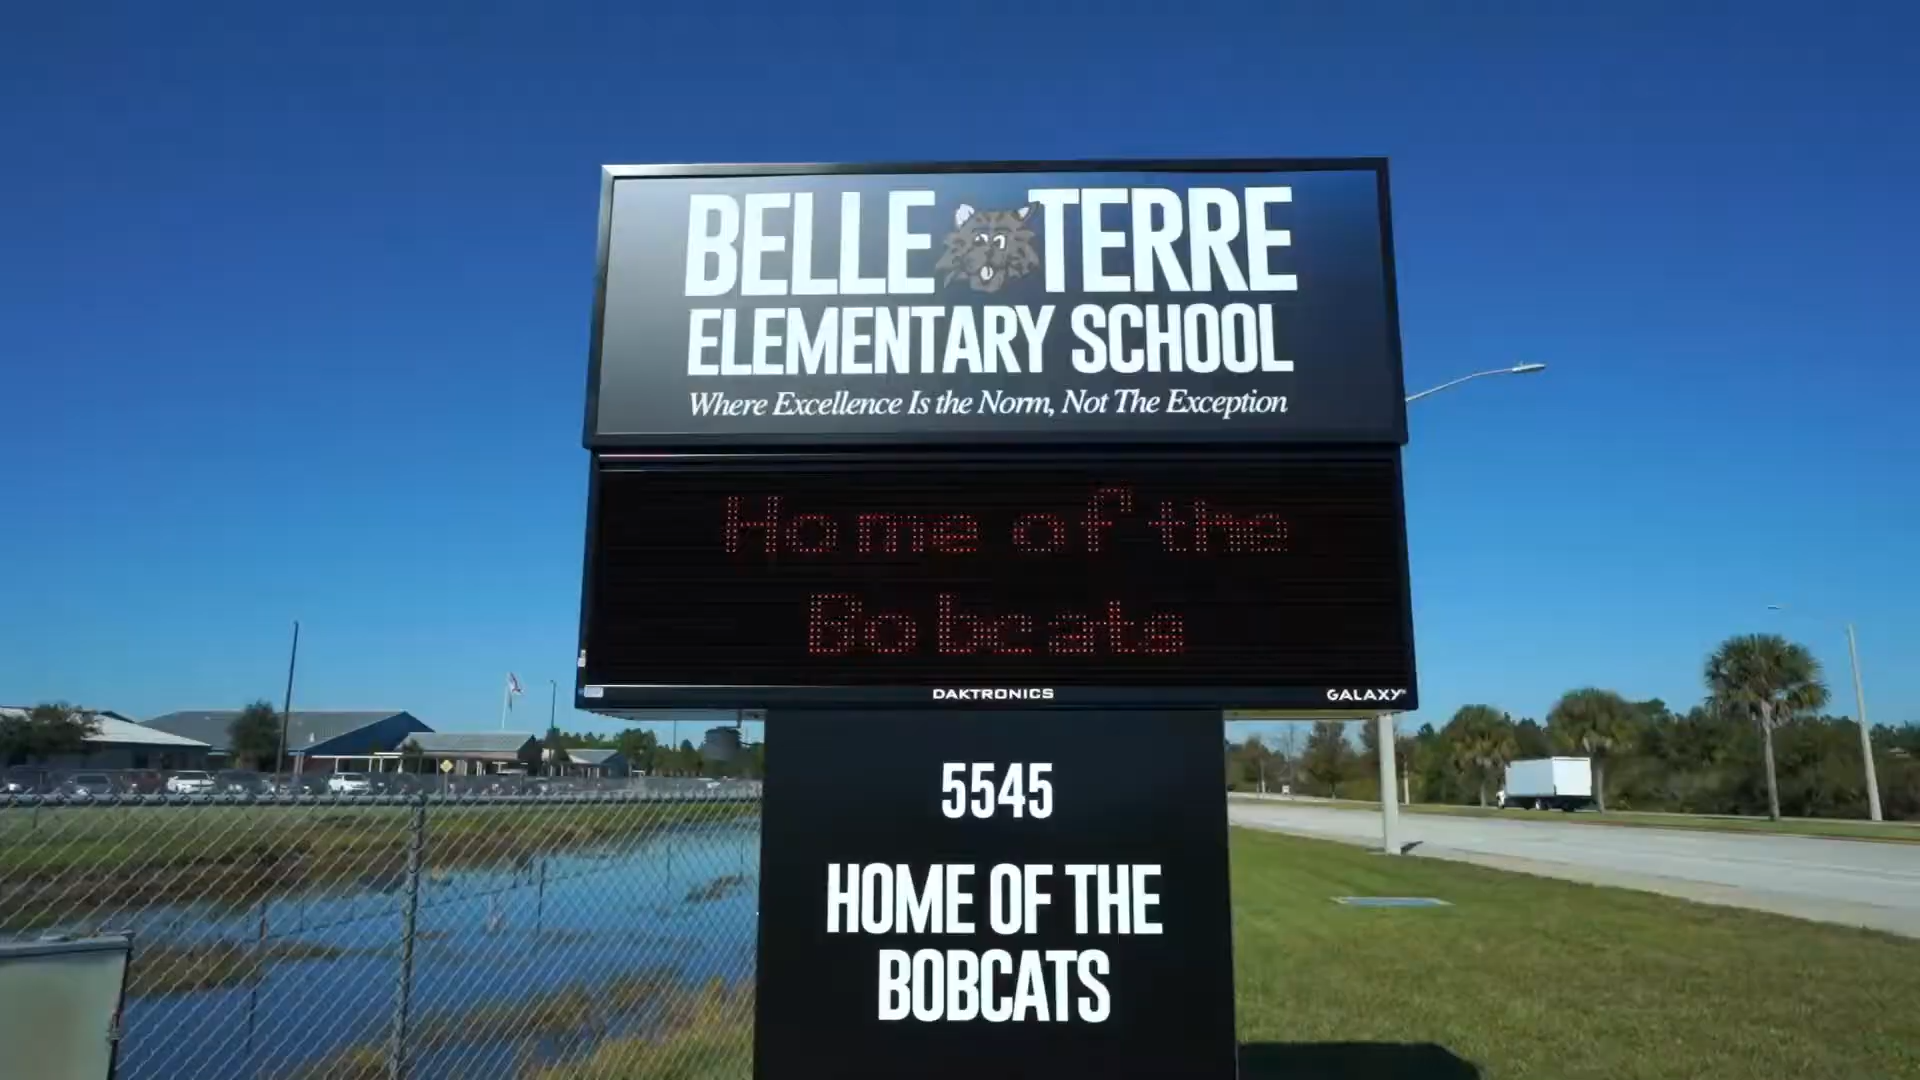 BELLE TERRE
ELEMENTARY SCHOOL
Where Excellence Is the Norm, Not The Exception
Home of the
Bobcats
DAKTRONICS
GALAXY
5545
HOME OF THE
BOBCATS